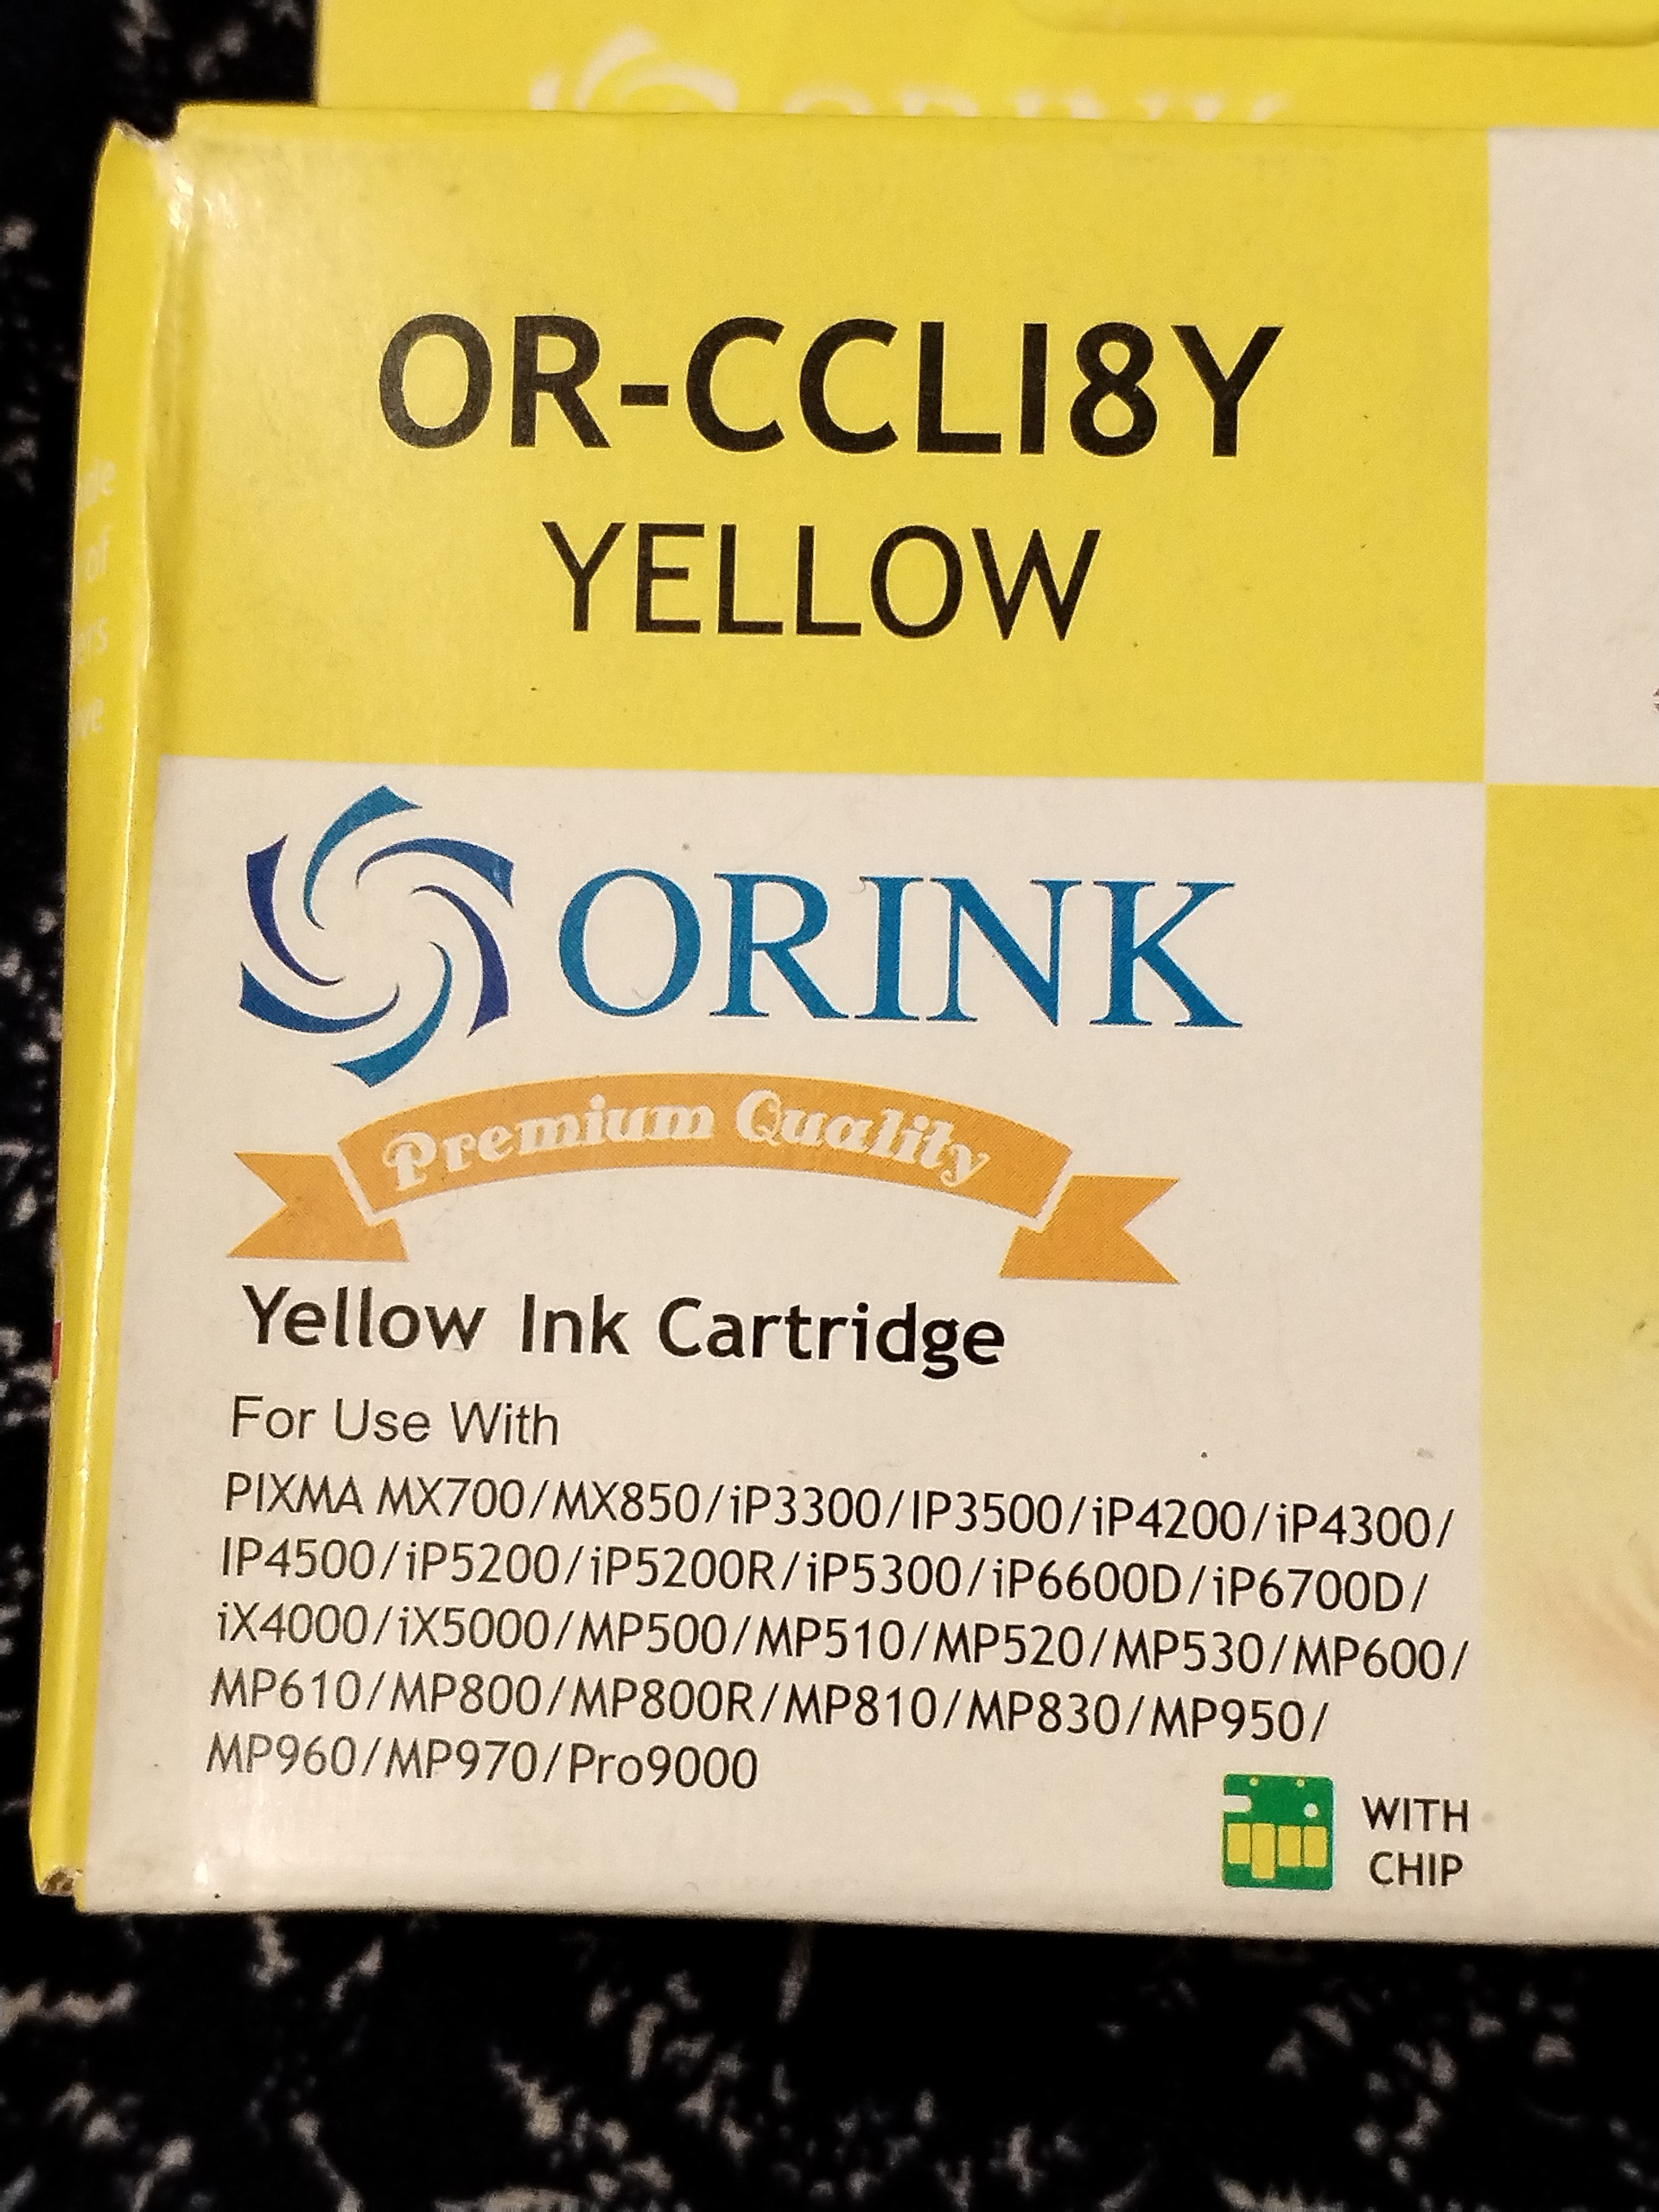 ORINK
OR-CCLI8Y
YELLOW
of
ORINK
Premium Quality
Yellow Ink Cartridge
For Use With
PIXMA MX700/MX850/iP3300/IP3500/iP4200/iP4300/
IP4500/iP5200/iP5200R/iP5300/iP6600D/iP6700D/
iX4000/iX5000/MP500/MP510/MP520/MP530/MP600/
MP610/MP800/MP800R/MP810/MP830/MP950/
MP960/MP970/Pro9000
WITH
CHIP